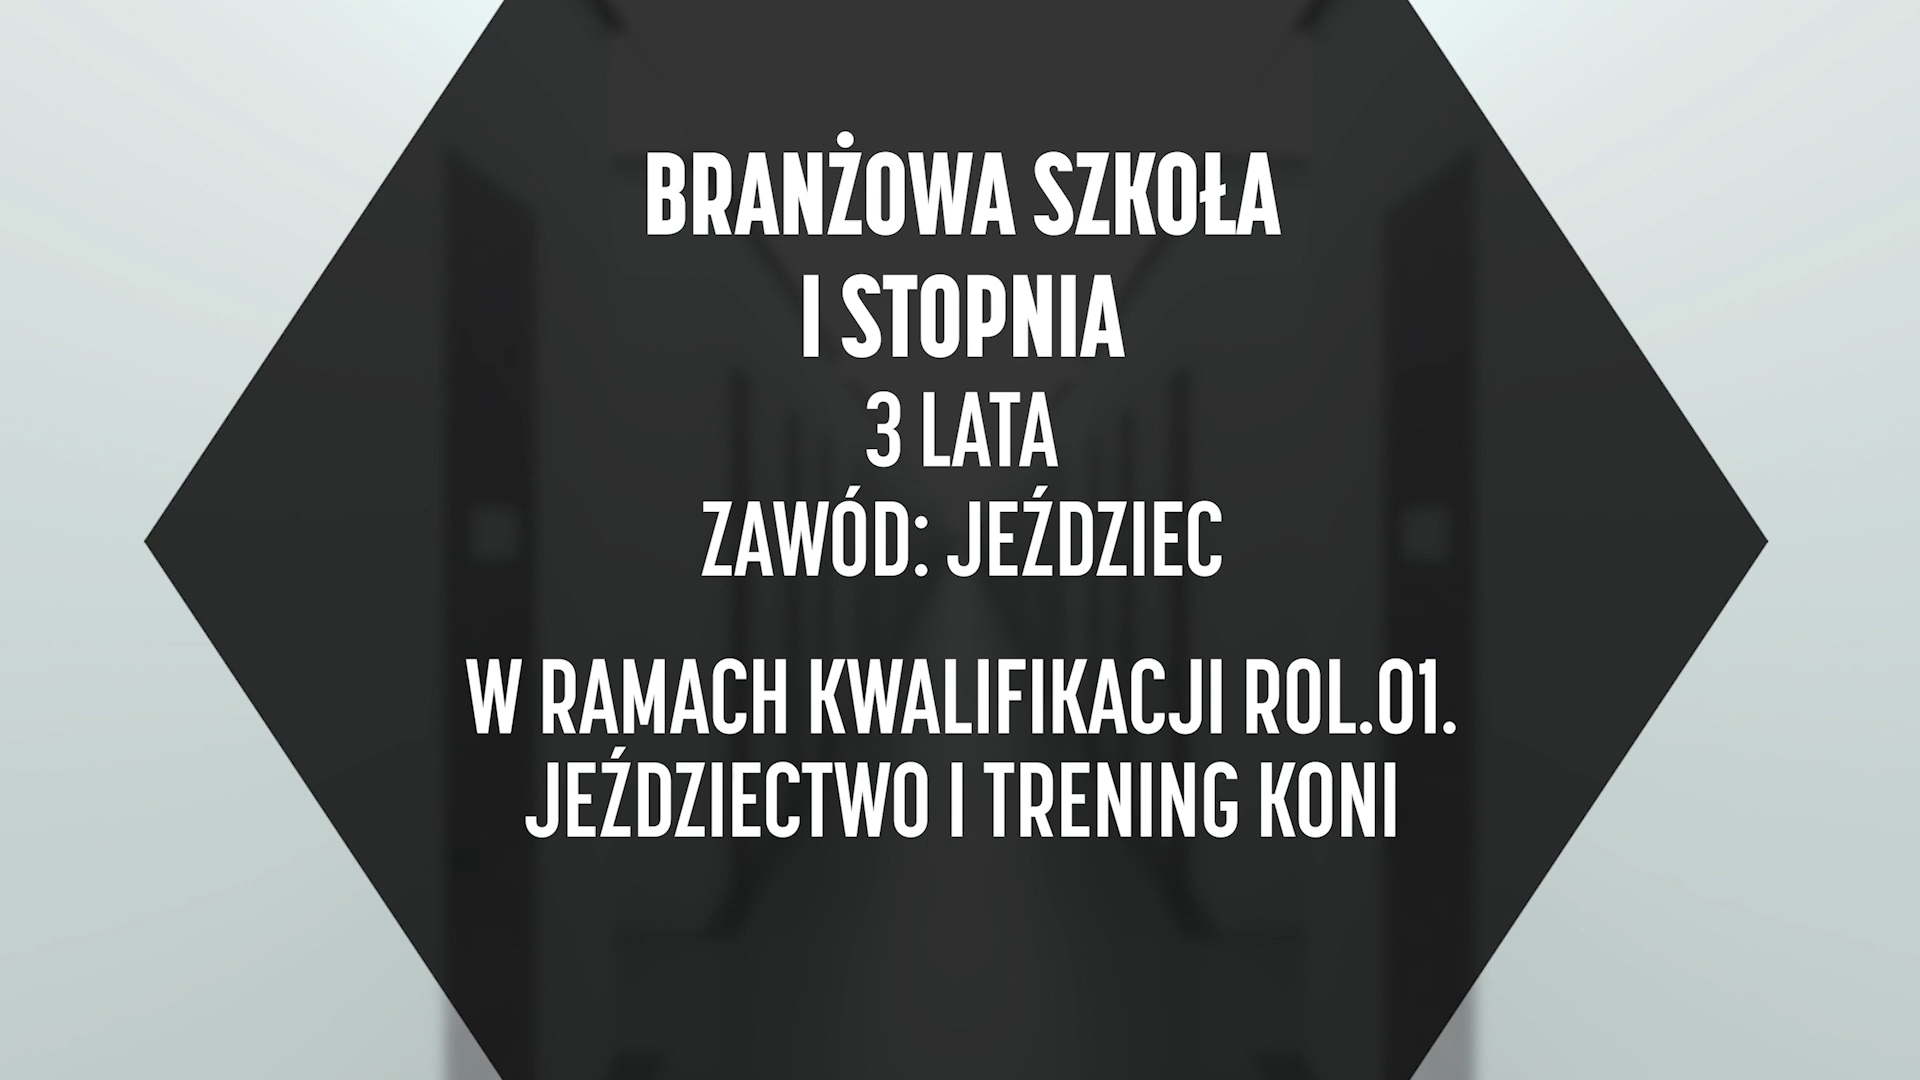 BRANŻOWA SZKOŁA
I STOPNIA
3 LATA
ZAWÓD: JEŹDZIEC
W RAMACH KWALIFIKACJI ROL.01.
JEŹDZIECTWO I TRENING KONI